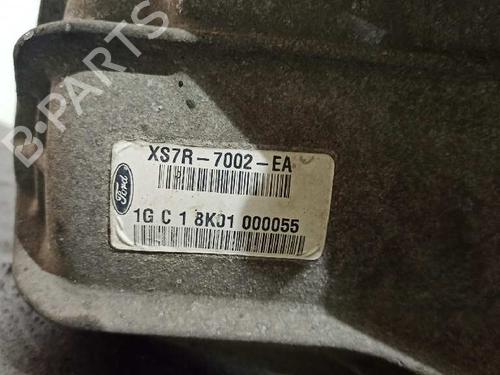 B-PARTS
XS7R-7002-EA
Ford
1G C 1 8K01 000055